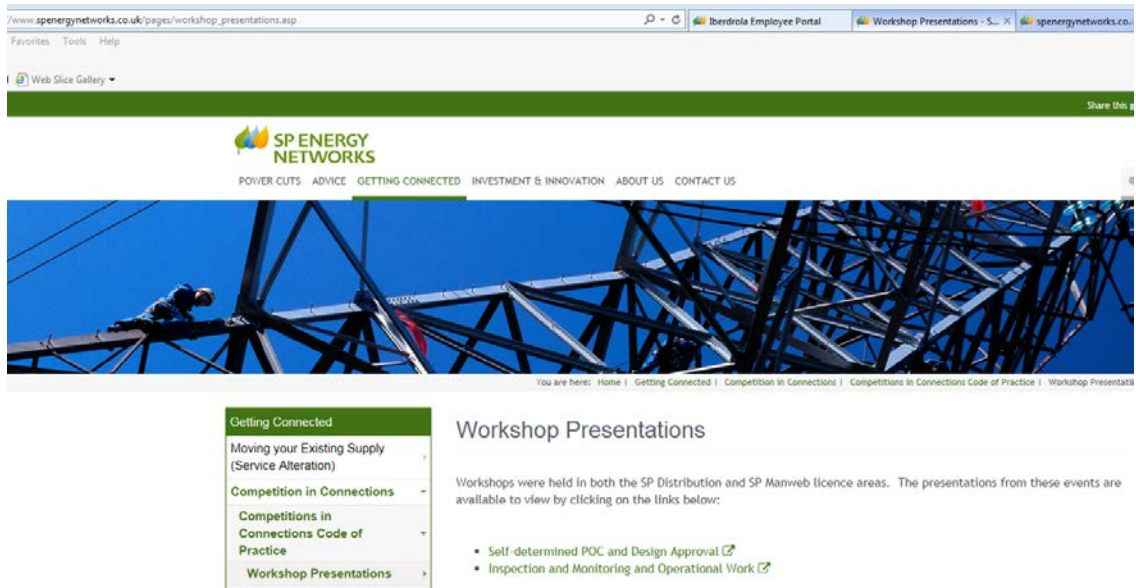 /www.spenergynetworks.co.uk/pages/workshop_presentations.asp
Iberdrola Employee Portal
Workshop Presentations - S...
spenergynetworks.co.
Favorites Tools Help
Web Slice Gallery
Share this
SP ENERGY
NETWORKS
POWER CUTS ADVICE GETTING CONNECTED INVESTMENT & INNOVATION ABOUT US CONTACT US
You are here: Home | Getting Connected | Competition in Connections | Competitions in Connections Code of Practice | Workshop Presentati
Getting Connected
Moving your Existing Supply
(Service Alteration)
Competition in Connections
Competitions in
Connections Code of
Practice
Workshop Presentations
Workshop Presentations
Workshops were held in both the SP Distribution and SP Manweb licence areas. The presentations from these events are
available to view by clicking on the links below:
Self-determined POC and Design Approval
Inspection and Monitoring and Operational Work